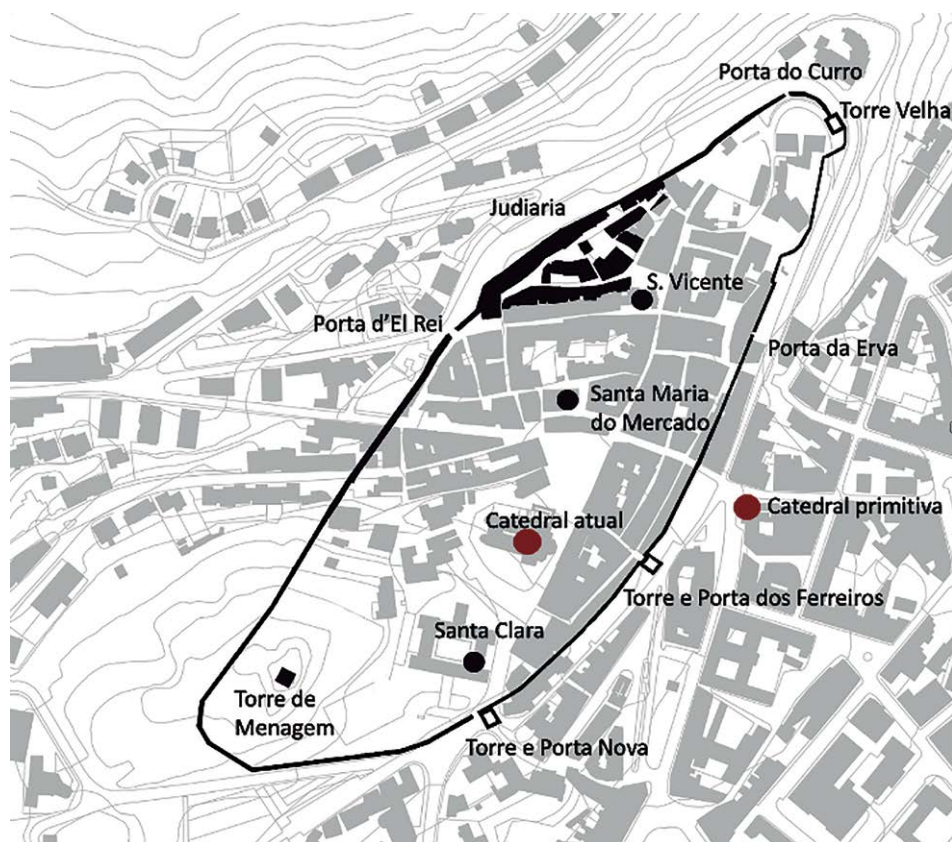 Porta do Curro
Torre Velha
Judiaria
S. Vicente
Porta d'El Rei
Porta da Erva
Santa Maria
do Mercado
Catedral atual
Catedral primitiva
Torre e Porta dos Ferreiros
Santa Clara
Torre de
Menagem
Torre e Porta Nova